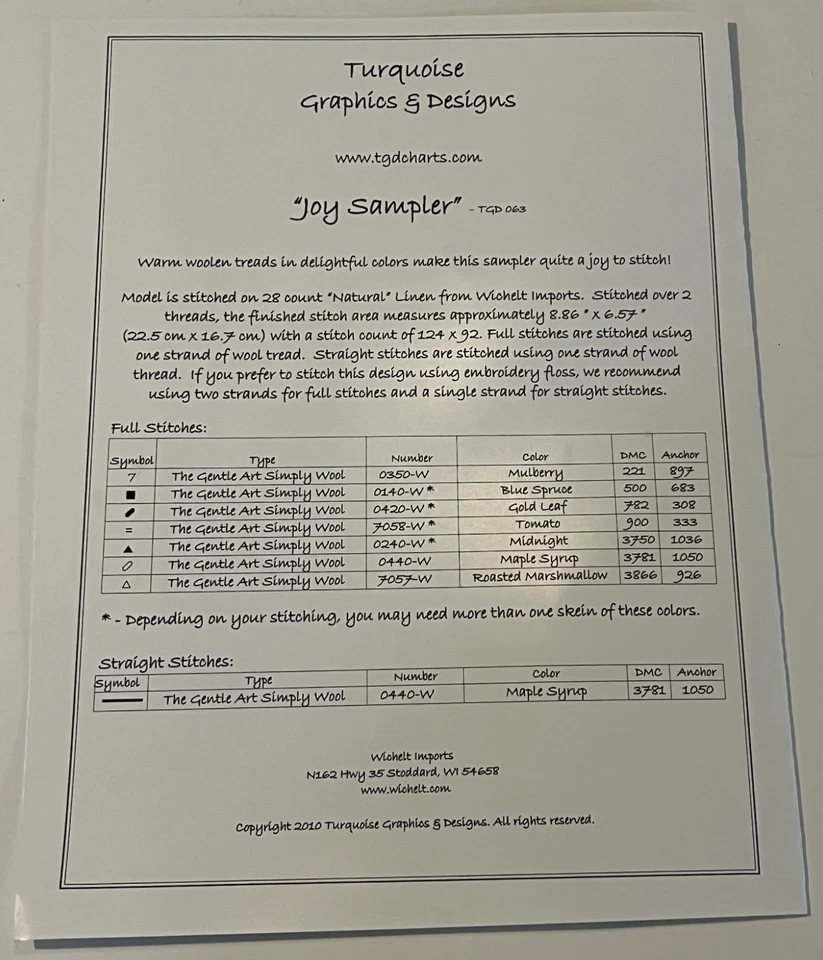 Turquoise
Graphics & Designs
www.tgdcharts.com
"Joy Sampler" - TGD 063
Warm woolen treads in delightful colors make this sampler quite a joy to stitch!
Model is stitched on 28 count "Natural" Linen from Wichelt Imports. Stitched over 2
threads, the finished stitch area measures approximately 8.86 " x 6.57 "
(22.5 cm x 16.7 cm) with a stitch count of 124 x 92. Full stitches are stitched using
one strand of wool tread. Straight stitches are stitched using one strand of wool
thread. If you prefer to stitch this design using embroidery floss, we recommend
using two strands for full stitches and a single strand for straight stitches.
Full Stitches:
Symbol Type Number Color DMC Anchor
7 The Gentle Art Simply Wool 0350-W Mulberry 221 897
■ The Gentle Art Simply Wool 0140-W * Blue Spruce 500 683
The Gentle Art Simply Wool 0420-W * Gold Leaf 782 308
= The Gentle Art Simply Wool 7058-W * Tomato 900 333
▲ The Gentle Art Simply Wool 0240-W * Midnight 3750 1036
The Gentle Art Simply Wool 0440-W Maple Syrup 3781 1050
△ The Gentle Art Simply Wool 7057-W Roasted Marshmallow 3866 926
* - Depending on your stitching, you may need more than one skein of these colors.
Straight Stitches:
Symbol Type Number Color DMC Anchor
The Gentle Art Simply Wool 0440-W Maple Syrup 3781 1050
Wichelt Imports
N162 Hwy 35 Stoddard, WI 54658
www.wichelt.com
Copyright 2010 Turquoise Graphics & Designs. All rights reserved.